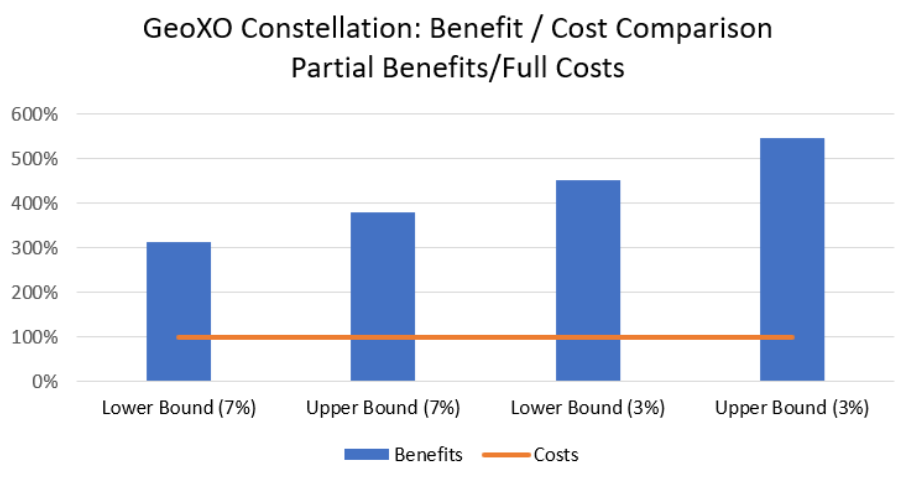 GeoXO Constellation: Benefit / Cost Comparison
Partial Benefits/Full Costs
600%
500%
400%
300%
200%
100%
0%
Lower Bound (7%) Upper Bound (7%) Lower Bound (3%) Upper Bound (3%)
Benefits Costs